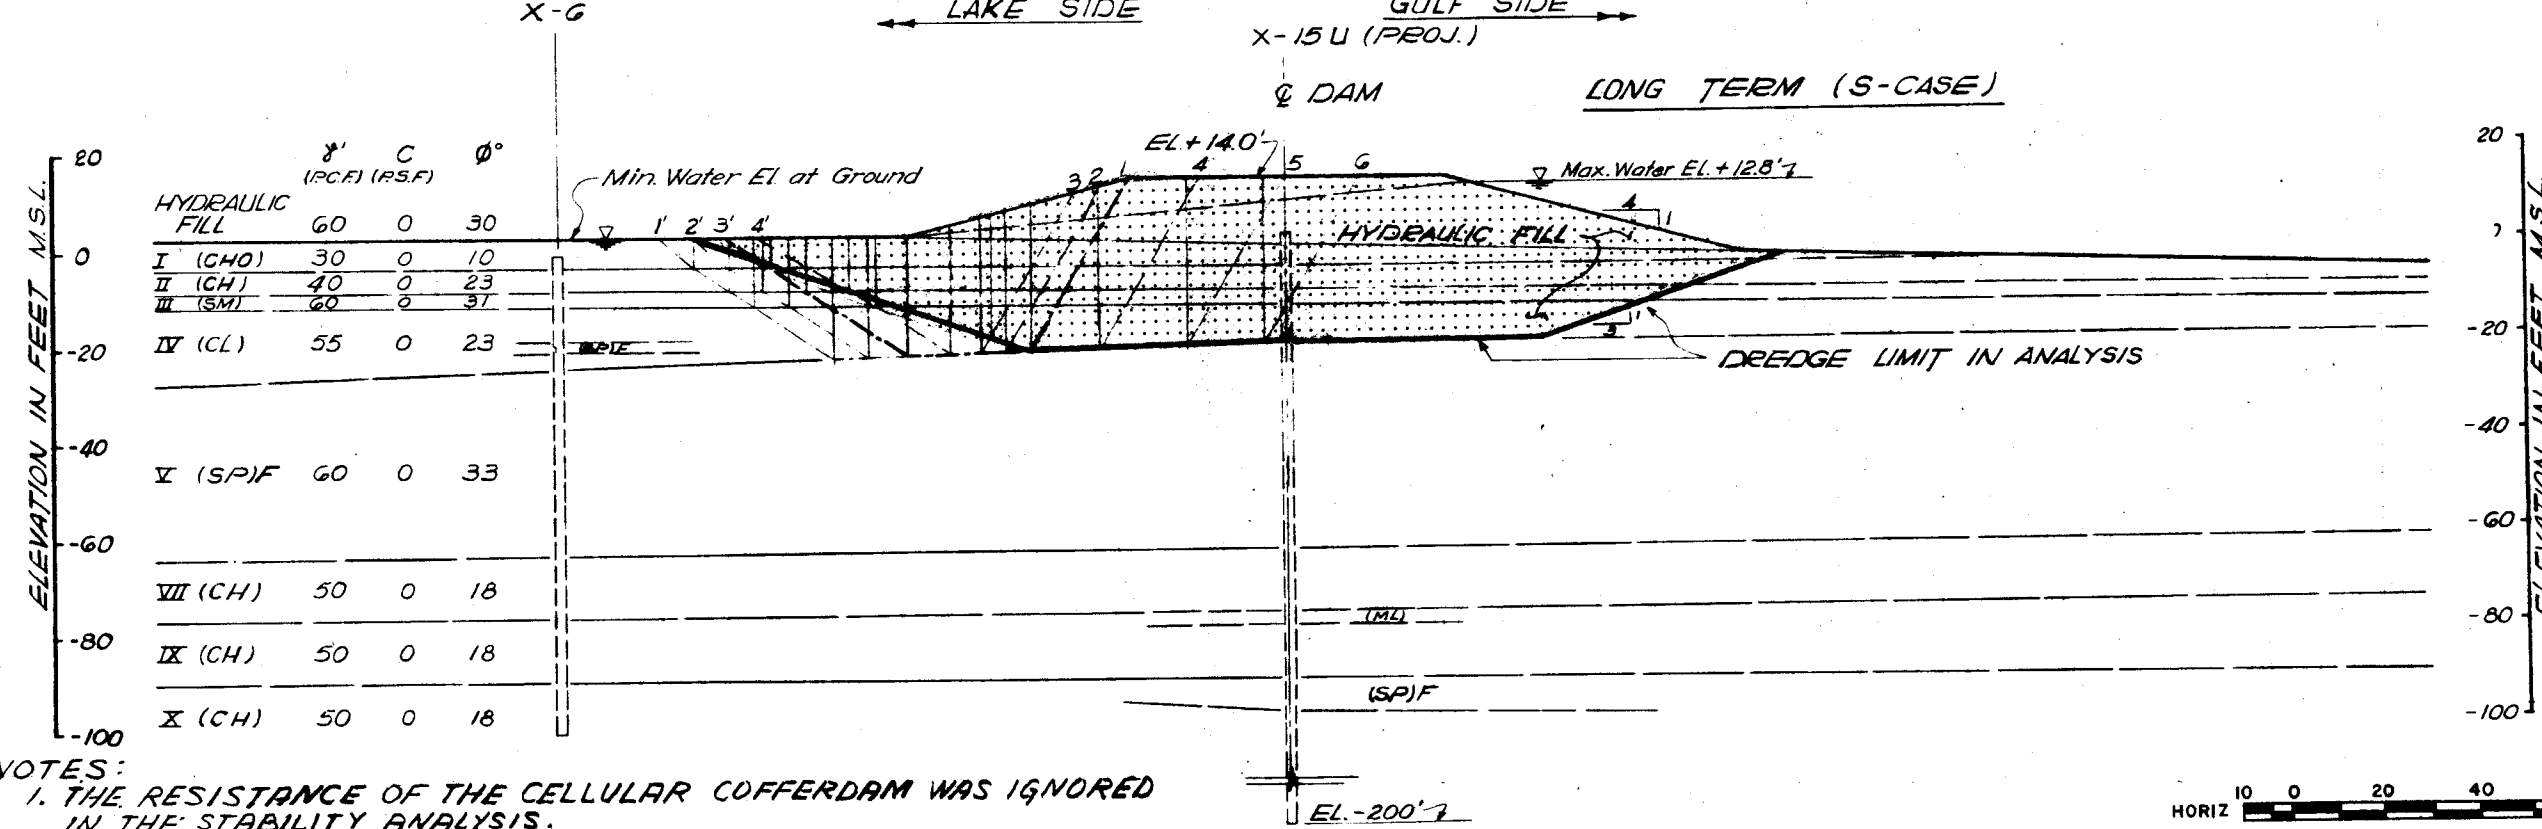 X-6
LAKE SIDE
GULF SIDE
X-15 U (PROJ.)
℄ DAM
LONG TERM (S-CASE)
γ' C φ°
(P.C.F.) (P.S.F.)
HYDRAULIC
FILL 60 0 30
I (CHO) 30 0 10
II (CH) 40 0 23
III (SM) 60 0 31
IV (CL) 55 0 23
V (SP)F 60 0 33
VII (CH) 50 0 18
IX (CH) 50 0 18
X (CH) 50 0 18
ELEVATION IN FEET M.S.L.
20
0
-20
-40
-60
-80
-100
Min. Water El. at Ground
1' 2' 3' 4'
EL. +14.0'
3 2 1 4 5 6
Max. Water El. +12.8'
4
1
HYDRAULIC FILL
1
3
DREDGE LIMIT IN ANALYSIS
(SP)F
(ML)
(SP)F
EL.-200'
20
-20
-40
-60
-80
-100
ELEVATION IN FEET M.S.L.
NOTES:
1. THE RESISTANCE OF THE CELLULAR COFFERDAM WAS IGNORED
IN THE STABILITY ANALYSIS.
HORIZ 10 0 20 40